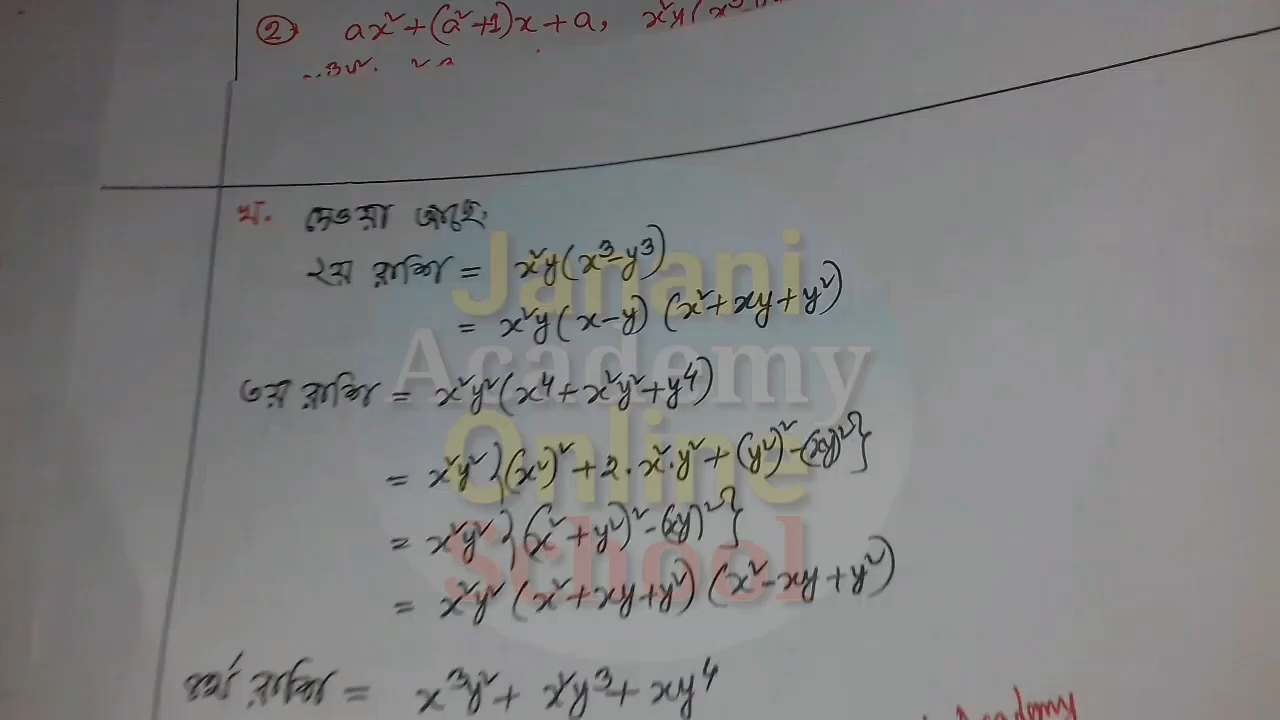 ② ax²+(a²+1)x+a, x²y(x³
খ. দেওয়া আছে,
২য় রাশি = x²y(x³-y³)
= x²y(x-y) (x²+xy+y²)
৩য় রাশি = x²y²(x⁴+x²y²+y⁴)
= x²y²{(x²)²+2.x².y²+(y²)²-(xy)²}
= x²y²{(x²+y²)²-(xy)²}
= x²y²(x²+xy+y²)(x²-xy+y²)
রাশি = x³y²+x²y³+xy⁴
Academy
Janani
Academy
Online
School